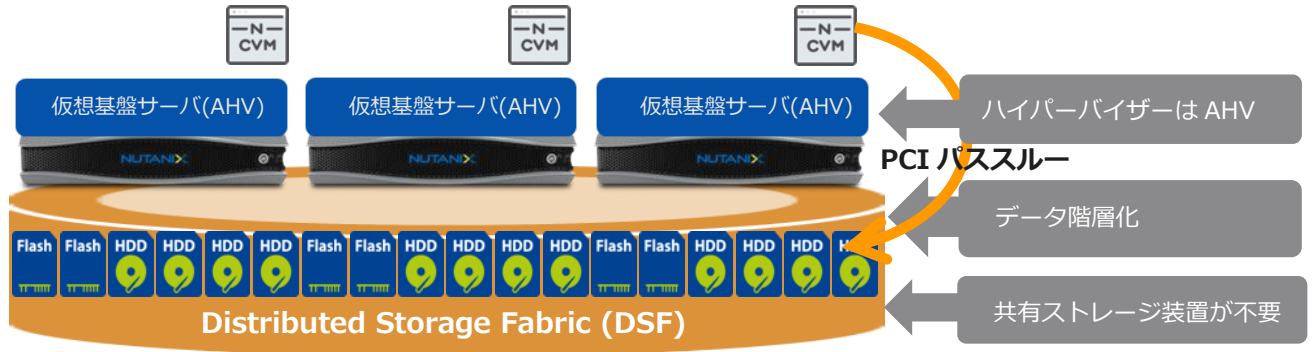 N
CVM
N
CVM
N
CVM
仮想基盤サーバ(AHV)
仮想基盤サーバ(AHV)
仮想基盤サーバ(AHV)
ハイパーバイザーは AHV
NUTANIX
NUTANIX
NUTANIX
PCI パススルー
データ階層化
Flash Flash HDD HDD HDD HDD Flash Flash HDD HDD HDD HDD Flash Flash HDD HDD HDD
共有ストレージ装置が不要
Distributed Storage Fabric (DSF)